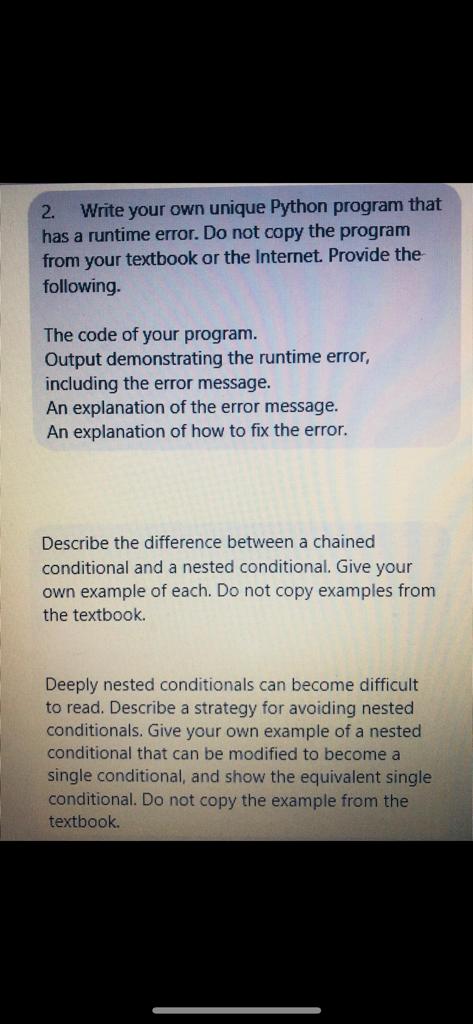 2. Write your own unique Python program that
has a runtime error. Do not copy the program
from your textbook or the Internet. Provide the
following.
The code of your program.
Output demonstrating the runtime error,
including the error message.
An explanation of the error message.
An explanation of how to fix the error.
Describe the difference between a chained
conditional and a nested conditional. Give your
own example of each. Do not copy examples from
the textbook.
Deeply nested conditionals can become difficult
to read. Describe a strategy for avoiding nested
conditionals. Give your own example of a nested
conditional that can be modified to become a
single conditional, and show the equivalent single
conditional. Do not copy the example from the
textbook.